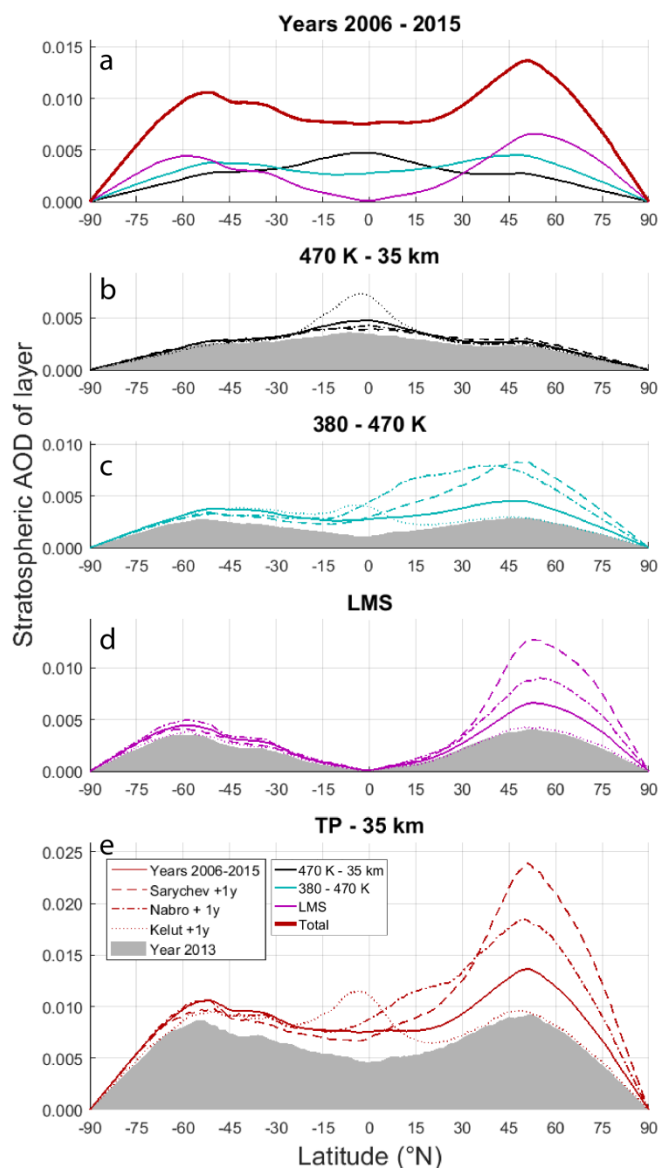 Years 2006 - 2015
a
0.015
0.010
0.005
0.000
-90 -75 -60 -45 -30 -15 0 15 30 45 60 75 90
470 K - 35 km
b
0.005
0.000
-90 -75 -60 -45 -30 -15 0 15 30 45 60 75 90
380 - 470 K
c
0.010
0.005
0.000
-90 -75 -60 -45 -30 -15 0 15 30 45 60 75 90
Stratospheric AOD of layer
LMS
d
0.010
0.005
0.000
-90 -75 -60 -45 -30 -15 0 15 30 45 60 75 90
TP - 35 km
e
0.025
0.020
0.015
0.010
0.005
0.000
Years 2006-2015
Sarychev +1y
Nabro + 1y
Kelut +1y
Year 2013
470 K - 35 km
380 - 470 K
LMS
Total
-90 -75 -60 -45 -30 -15 0 15 30 45 60 75 90
Latitude (°N)